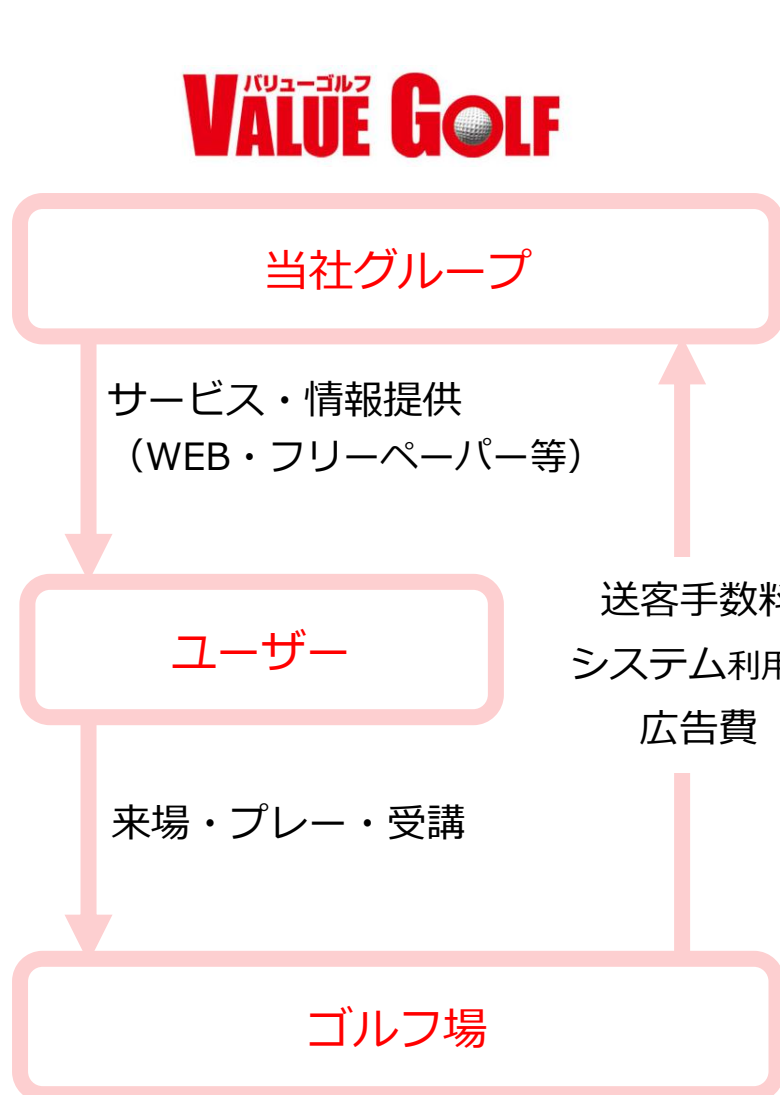 バリューゴルフ
VALUE GOLF
当社グループ
サービス・情報提供
（WEB・フリーペーパー等）
ユーザー
送客手数料
システム利用
広告費
来場・プレー・受講
ゴルフ場